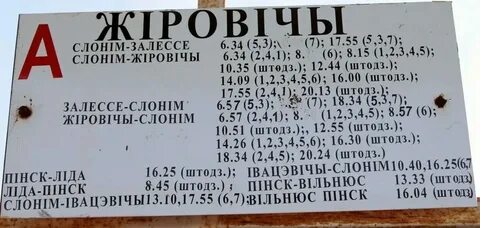 А
ЖІРОВІЧЫ
СЛОНІМ-ЗАЛЕССЕ 6.34 (5,3); (7); 17.55 (5,3,7);
СЛОНІМ-ЖІРОВІЧЫ 6.34 (2,4,1); 8. (6); 8.15 (1,2,3,4,5);
10.35 (штодз.); 12.44 (штодз.);
14.09 (1,2,3,4,5,6); 16.00 (штодз.);
17.55 (2,4,1); 20.13 (штодз.);
ЗАЛЕССЕ-СЛОНІМ 6.57 (5,3) (7); 18.34 (5,3,7);
ЖІРОВІЧЫ-СЛОНІМ 6.57 (2,4,1); 8. (1,2,3,4,5); 8.57 (6);
10.51 (штодз.); 12.55 (штодз.);
14.26 (1,2,3,4,5,6); 16.30 (штодз.);
18.34 (2,4,5); 20.24 (штодз.)
ПІНСК-ЛІДА 16.25 (штодз.); ІВАЦЭВІЧЫ-СЛОНІМ 10.40,16.25(6,7
ЛІДА-ПІНСК 8.45 (штодз.); ПІНСК-ВІЛЬНЮС 13.33 (штодз.)
СЛОНІМ-ІВАЦЭВІЧЫ 13.10,17.55 (6,7); ВІЛЬНЮС ПІНСК 16.04 (штодз.)